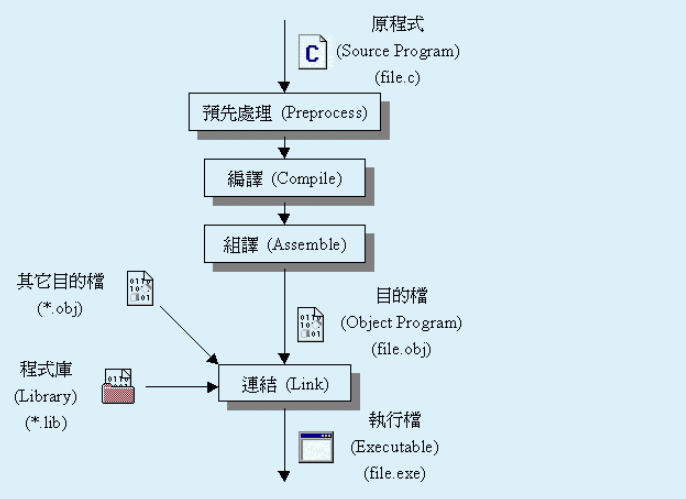 原程式
C
(Source Program)
(file.c)
預先處理 (Preprocess)
編譯 (Compile)
組譯 (Assemble)
其它目的檔
(*.obj)
目的檔
(Object Program)
(file.obj)
程式庫
(Library)
(*.lib)
連結 (Link)
執行檔
(Executable)
(file.exe)